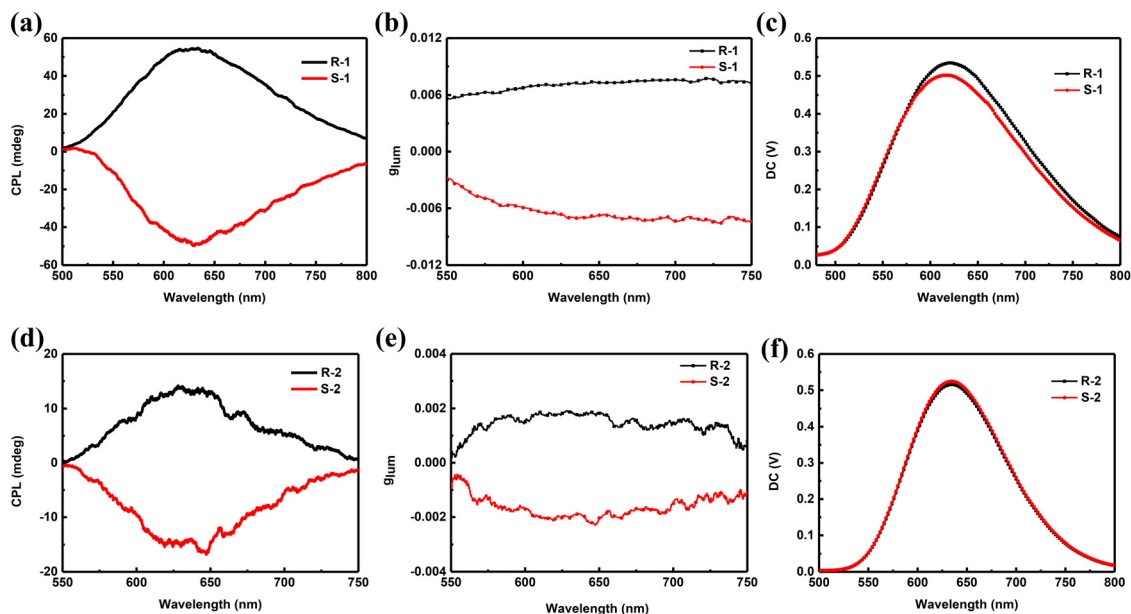 (a)
CPL (mdeg)
60
40
20
0
-20
-40
-60
R-1
S-1
500 550 600 650 700 750 800
Wavelength (nm)
(b)
glum
0.012
0.006
0.000
-0.006
-0.012
R-1
S-1
550 600 650 700 750
Wavelength (nm)
(c)
DC (V)
0.6
0.5
0.4
0.3
0.2
0.1
0.0
R-1
S-1
500 550 600 650 700 750 800
Wavelength (nm)
(d)
CPL (mdeg)
20
10
0
-10
-20
R-2
S-2
550 600 650 700 750
Wavelength (nm)
(e)
glum
0.004
0.002
0.000
-0.002
-0.004
R-2
S-2
550 600 650 700 750
Wavelength (nm)
(f)
DC (V)
0.6
0.5
0.4
0.3
0.2
0.1
0.0
R-2
S-2
500 550 600 650 700 750 800
Wavelength (nm)